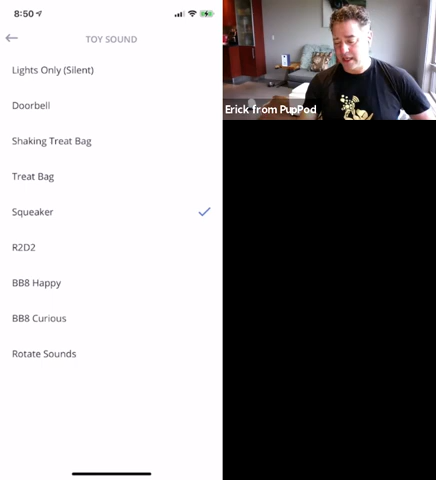 8:50
TOY SOUND
Lights Only (Silent)
Doorbell
Shaking Treat Bag
Treat Bag
Squeaker
R2D2
BB8 Happy
BB8 Curious
Rotate Sounds
Erick from PupPod